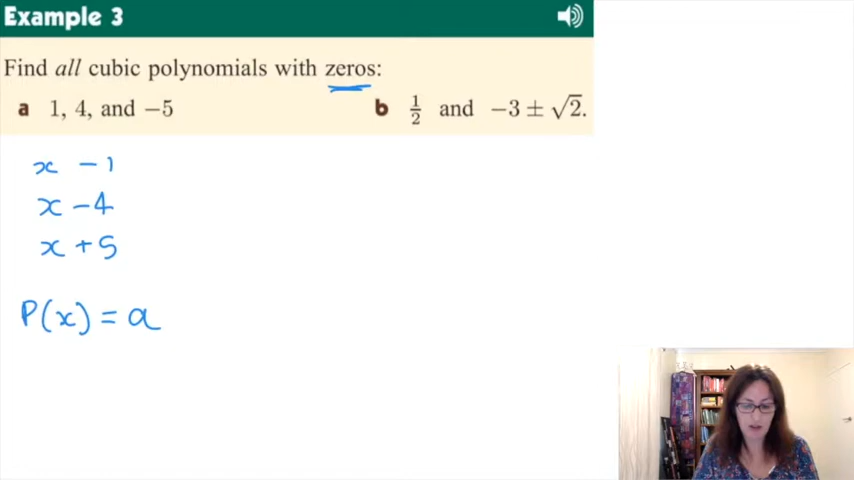 Example 3
Find all cubic polynomials with zeros:
a 1, 4, and −5
b 1/2 and −3 ± √2.
x − 1
x − 4
x + 5
P(x) = a